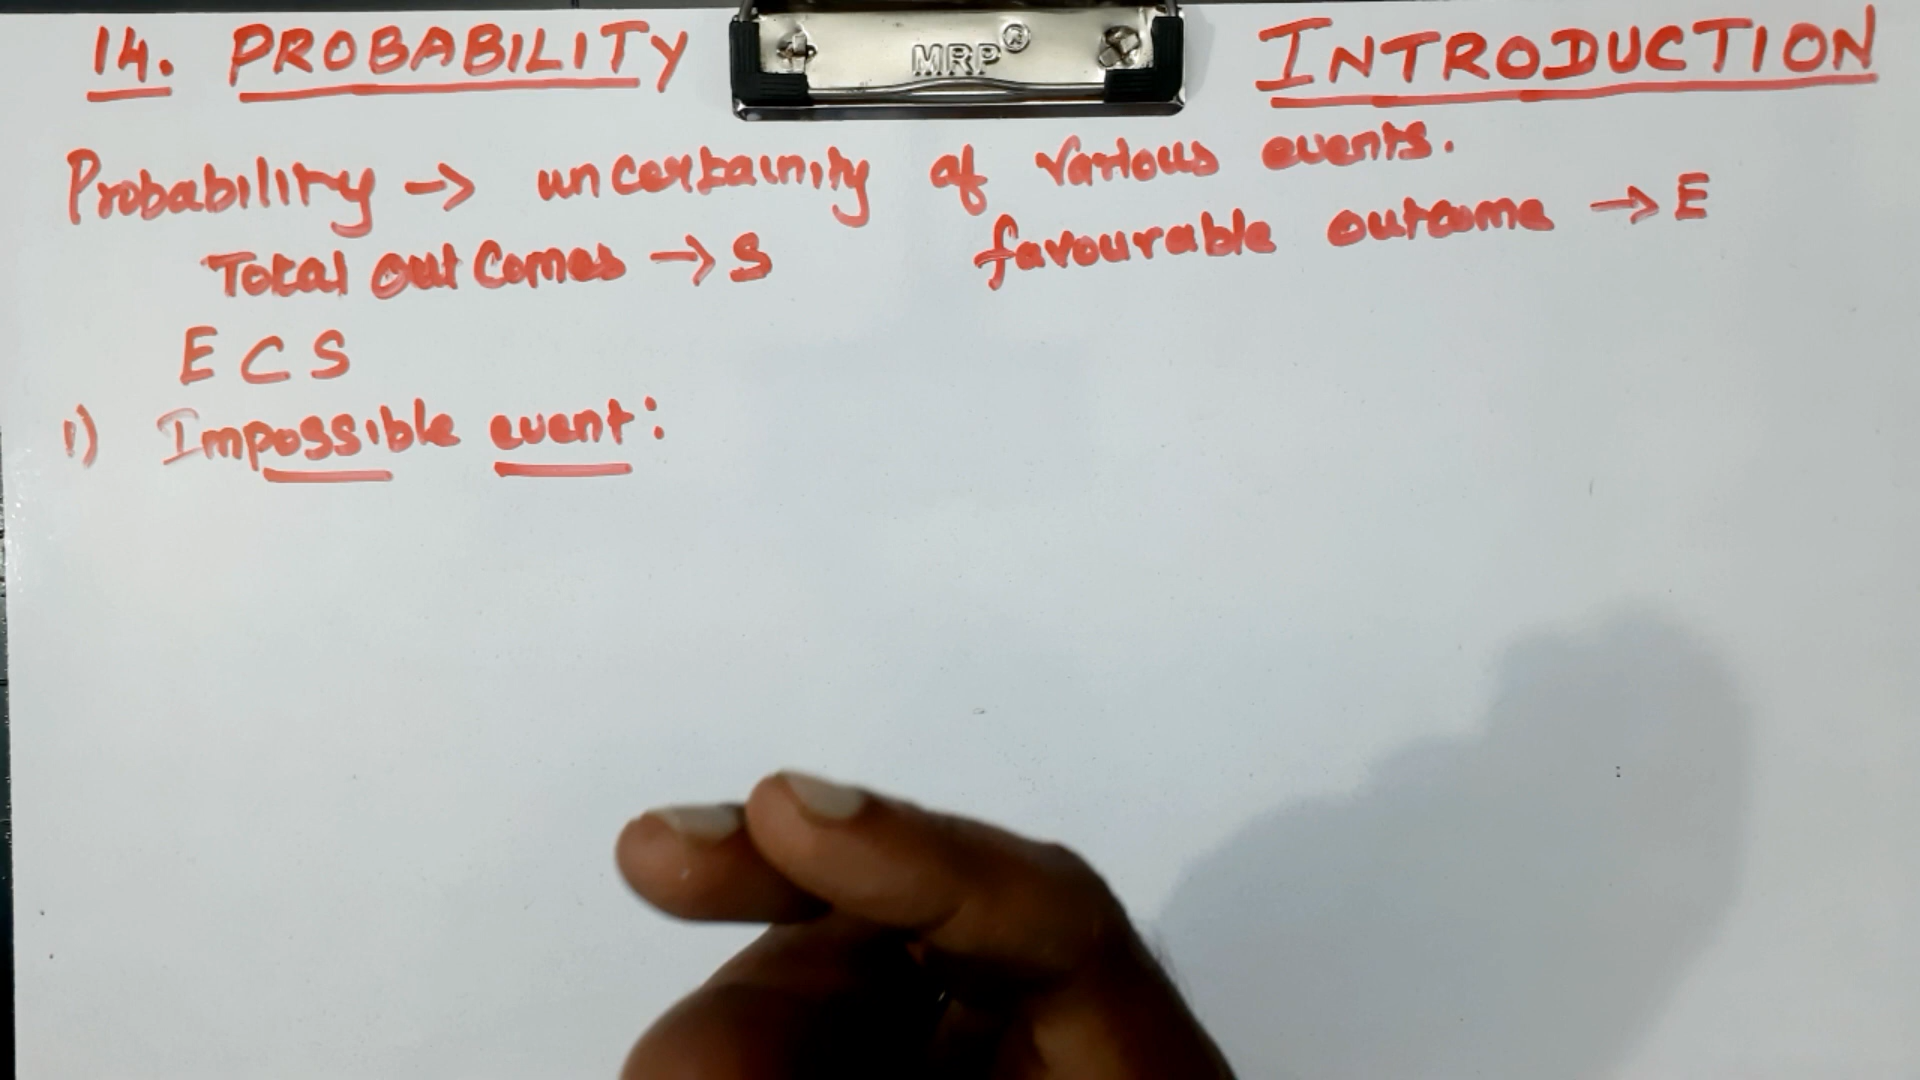 14. PROBABILITY
MRP®
INTRODUCTION
Probability → uncertainity of various events.
Total outcomes → S
favourable outcome → E
E ⊂ S
1) Impossible event: